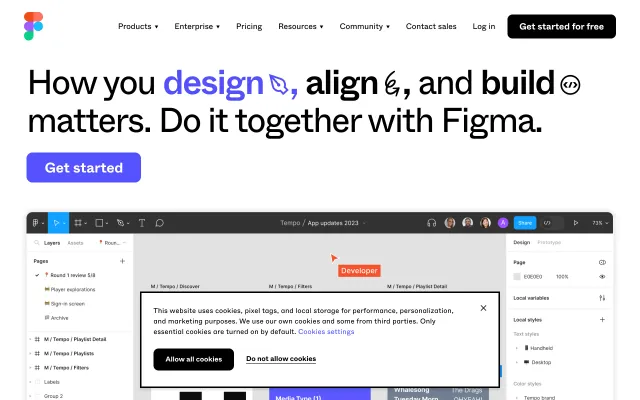 Products Enterprise Pricing Resources Community Contact sales Log in Get started for free
How you design, align, and build
matters. Do it together with Figma.
Get started
Tempo / App updates 2023
A Share 73%
Layers Assets Roun...
Pages
Round 1 review 5/8
Player explorations
Sign-in screen
Archive
M / Tempo / Playlist Detail
M / Tempo / Playlists
M / Tempo / Filters
Labels
Group 2
Developer
M / Tempo / Discover
M / Tempo / Filters
M / Tempo / Playlist Detail
This website uses cookies, pixel tags, and local storage for performance, personalization,
and marketing purposes. We use our own cookies and some from third parties. Only
essential cookies are turned on by default. Cookies settings
Allow all cookies Do not allow cookies
Media Type (1)
Whalesong The Drags
Tuesday Morn OHYEAH!
Design Prototype
Page
E0E0E0 100%
Local variables
Local styles
Text styles
Handheld
Desktop
Color styles
Tempo brand